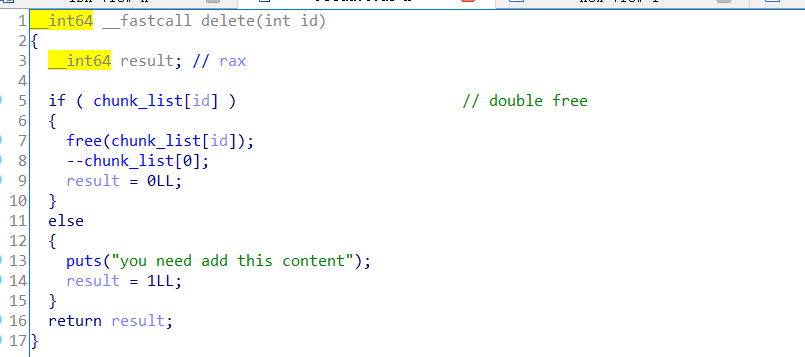 1 __int64 __fastcall delete(int id)
2 {
3   __int64 result; // rax
4
5   if ( chunk_list[id] )                         // double free
6   {
7     free(chunk_list[id]);
8     --chunk_list[0];
9     result = 0LL;
10   }
11   else
12   {
13     puts("you need add this content");
14     result = 1LL;
15   }
16   return result;
17 }